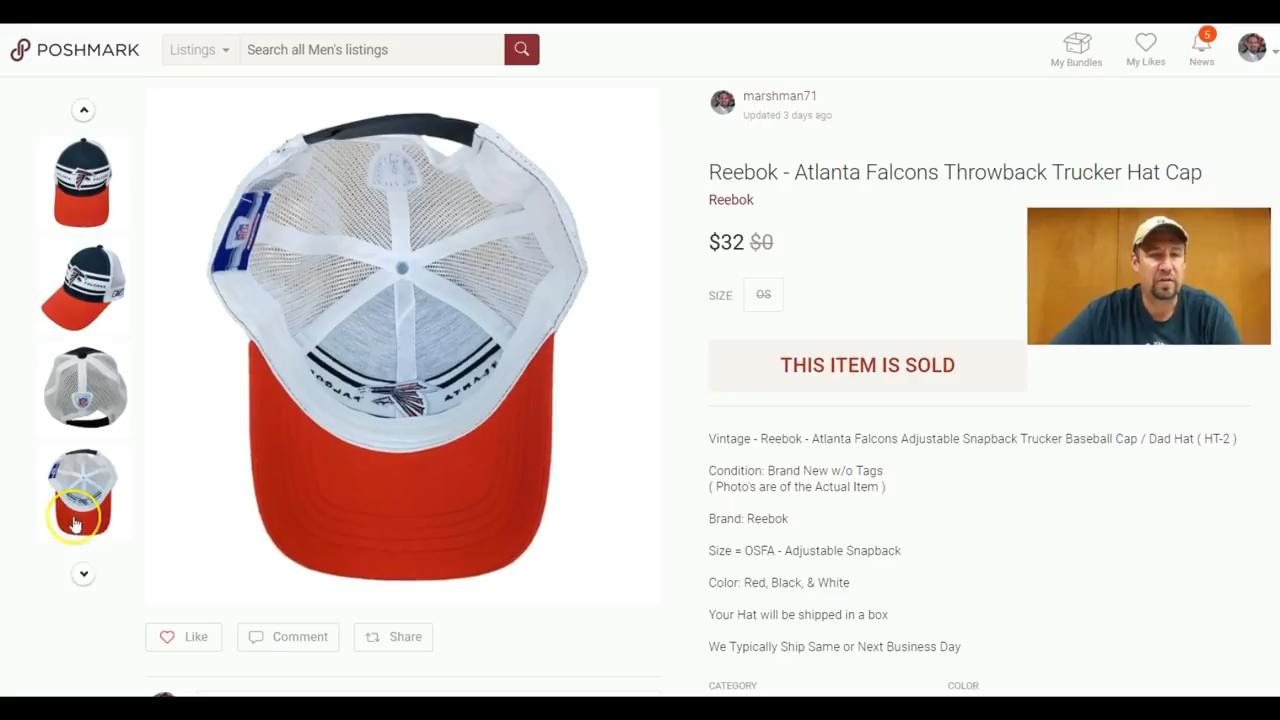 POSHMARK
Listings
Search all Men's listings
5
My Bundles
My Likes
News
marshman71
Updated 3 days ago
Reebok - Atlanta Falcons Throwback Trucker Hat Cap
Reebok
$32 $0
SIZE
OS
THIS ITEM IS SOLD
Vintage - Reebok - Atlanta Falcons Adjustable Snapback Trucker Baseball Cap / Dad Hat ( HT-2 )
Condition: Brand New w/o Tags
( Photo's are of the Actual Item )
Brand: Reebok
Size = OSFA - Adjustable Snapback
Color: Red, Black, & White
Your Hat will be shipped in a box
We Typically Ship Same or Next Business Day
CATEGORY
COLOR
Like
Comment
Share